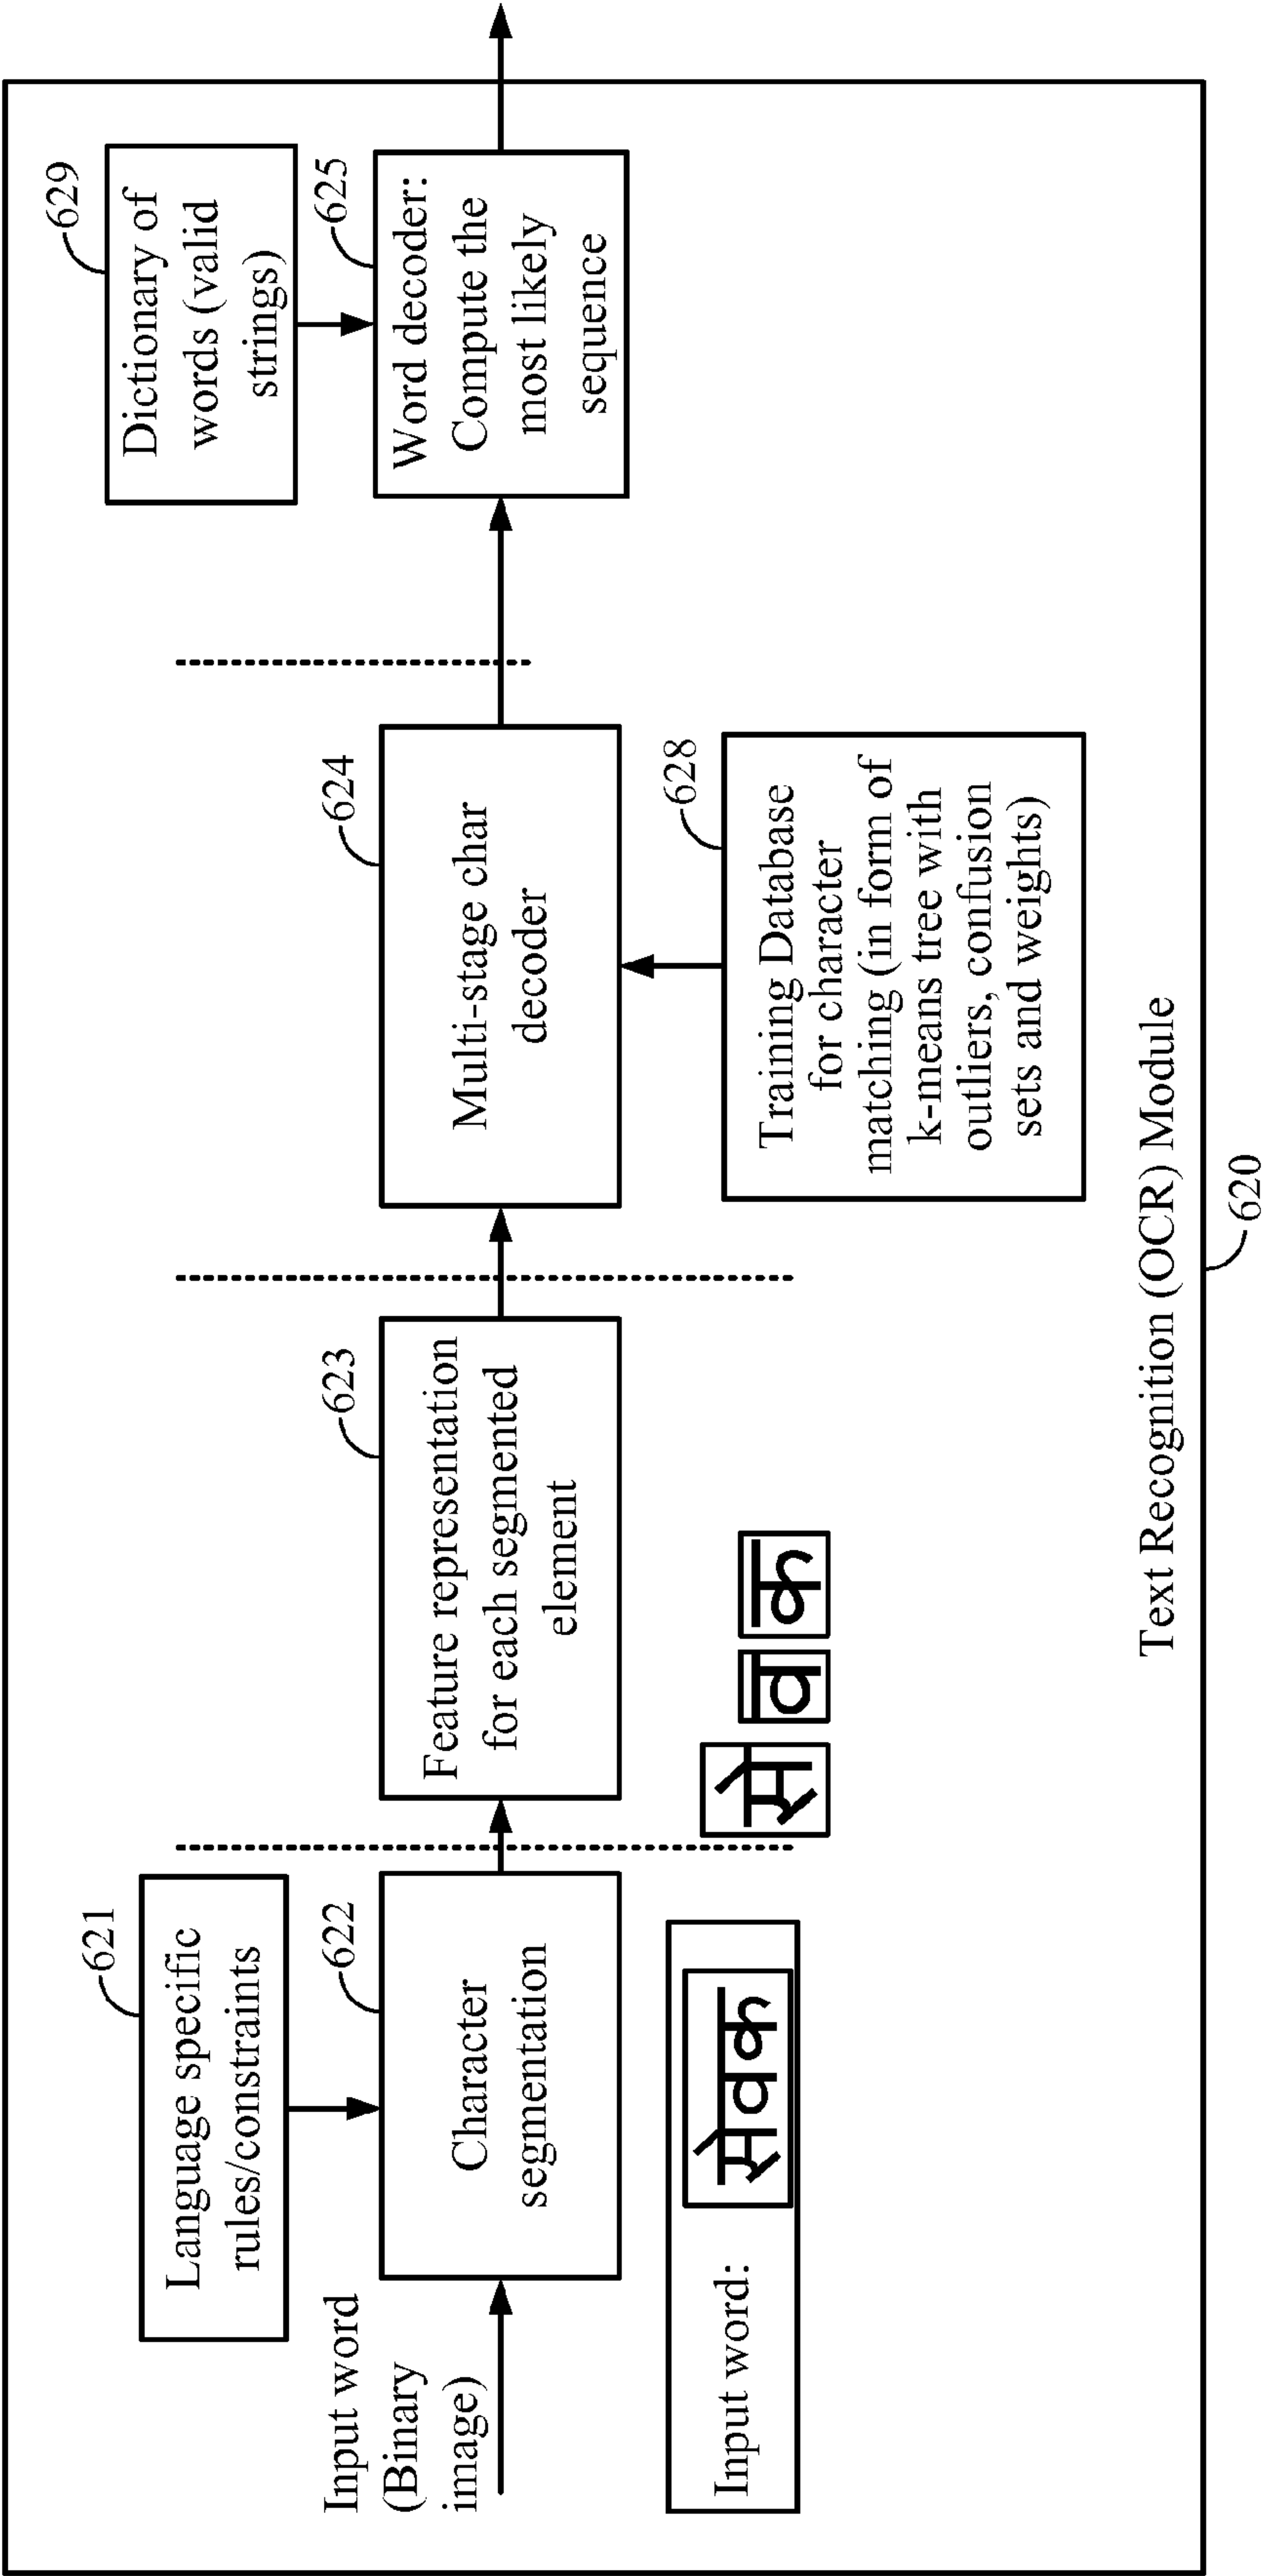 621
Language specific
rules/constraints
629
Dictionary of
words (valid
strings)
Input word
(Binary
image)
622
Character
segmentation
623
Feature representation
for each segmented
element
624
Multi-stage char
decoder
625
Word decoder:
Compute the
most likely
sequence
Input word:
सेवक
से
व
क
628
Training Database
for character
matching (in form of
k-means tree with
outliers, confusion
sets and weights)
Text Recognition (OCR) Module
620